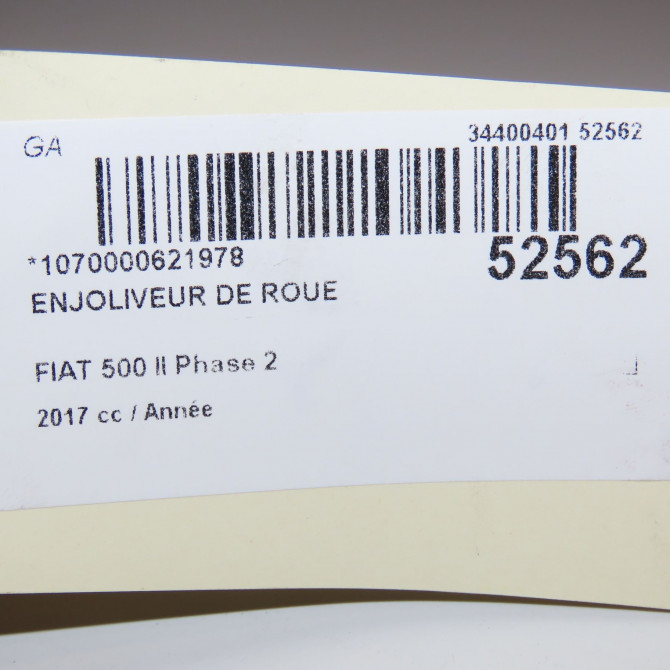 GA
34400401 52562
*1070000621978
52562
ENJOLIVEUR DE ROUE
FIAT 500 II Phase 2
2017 cc / Année